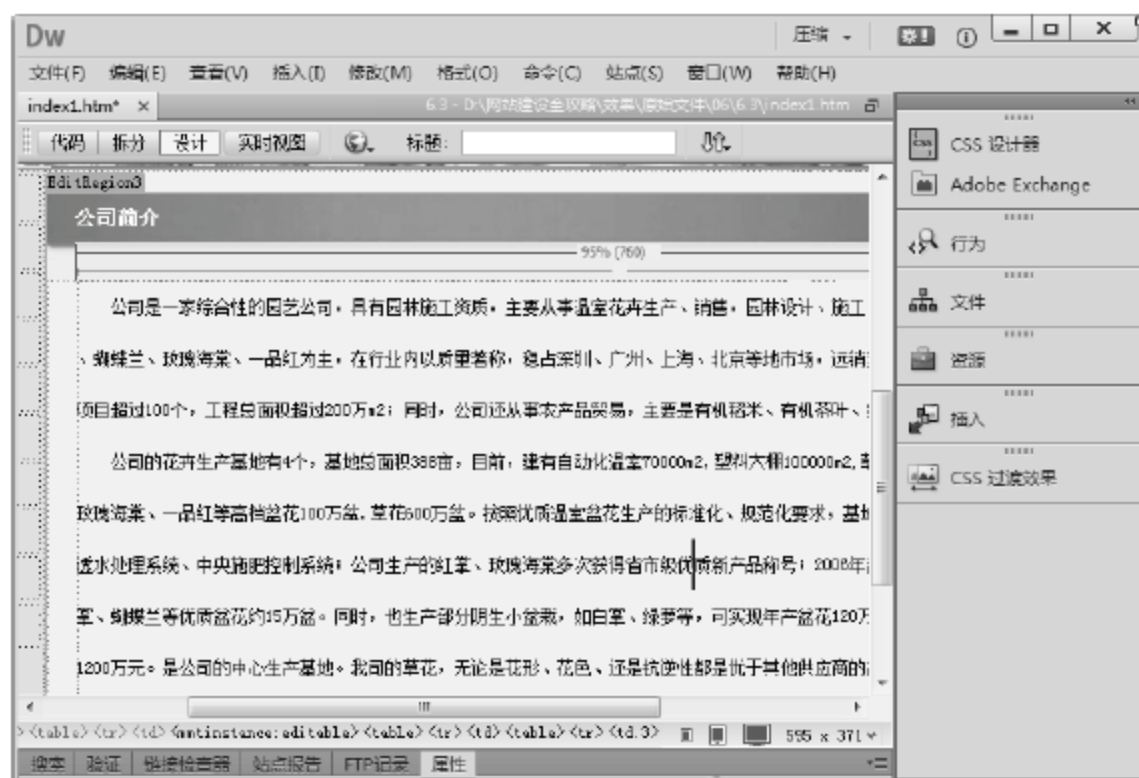 Dw
压缩
文件(F) 编辑(E) 查看(V) 插入(I) 修改(M) 格式(O) 命令(C) 站点(S) 窗口(W) 帮助(H)
index1.htm* × 6.3 - D:\网站建设全攻略\效果\原始文件\06\6.3\index1.htm
代码 拆分 设计 实时视图 标题:
EditRegion3
公司简介
95% (760)
公司是一家综合性的园艺公司，具有园林施工资质，主要从事温室花卉生产、销售，园林设计、施工
、蝴蝶兰、玫瑰海棠、一品红为主，在行业内以质量著称，稳占深圳、广州、上海、北京等地市场，远销
项目超过100个，工程总面积超过200万m2；同时，公司还从事农产品贸易，主要是有机稻米、有机茶叶、
公司的花卉生产基地有4个，基地总面积386亩，目前，建有自动化温室70000m2,塑料大棚100000m2,
玫瑰海棠、一品红等高档盆花100万盆,草花600万盆。按照优质温室盆花生产的标准化、规范化要求，基
透水处理系统、中央施肥控制系统；公司生产的红掌、玫瑰海棠多次获得省市级优质新产品称号；2006年
掌、蝴蝶兰等优质盆花约15万盆。同时，也生产部分阴生小盆栽，如白掌、绿萝等，可实现年产盆花120万
1200万元。是公司的中心生产基地。我司的草花，无论是花形、花色、还是抗逆性都是优于其他供应商的
<table> <tr> <td> <mmtinstance:editable> <table> <tr> <td> <table> <tr> <td.3> 595 x 371
搜索 验证 链接检查器 站点报告 FTP记录 属性
CSS 设计器
Adobe Exchange
行为
文件
资源
插入
CSS 过渡效果